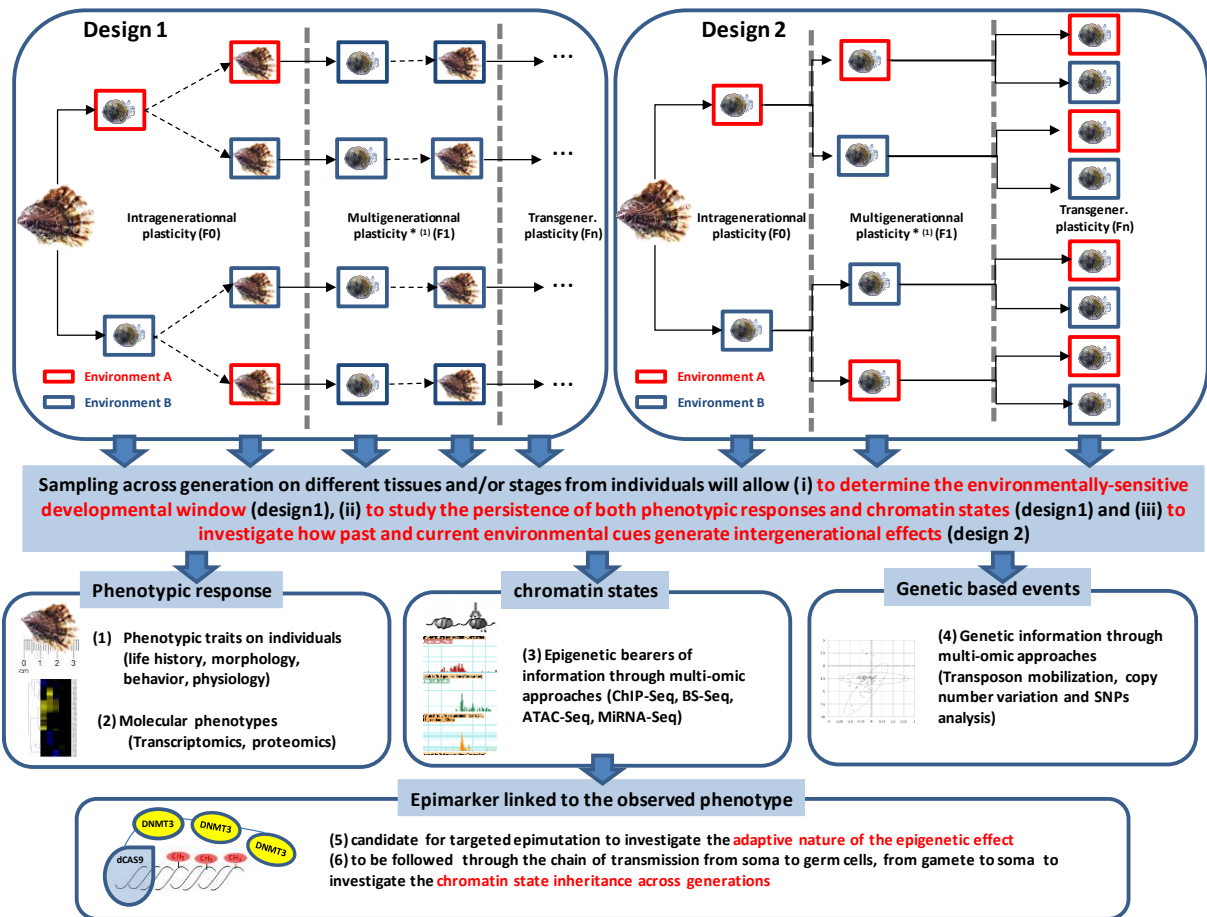 Design 1
Intragenerationnal
plasticity (F0)
Multigenerationnal
plasticity * (1) (F1)
Transgener.
plasticity (Fn)
...
...
...
...
Environment A
Environment B
Design 2
Intragenerationnal
plasticity (F0)
Multigenerationnal
plasticity * (1) (F1)
Transgener.
plasticity (Fn)
Environment A
Environment B
Sampling across generation on different tissues and/or stages from individuals will allow (i) to determine the environmentally-sensitive
developmental window (design1), (ii) to study the persistence of both phenotypic responses and chromatin states (design1) and (iii) to
investigate how past and current environmental cues generate intergenerational effects (design 2)
Phenotypic response
0 1 2 3
cm
(1) Phenotypic traits on individuals
(life history, morphology,
behavior, physiology)
(2) Molecular phenotypes
(Transcriptomics, proteomics)
chromatin states
(3) Epigenetic bearers of
information through multi-omic
approaches (ChIP-Seq, BS-Seq,
ATAC-Seq, MiRNA-Seq)
Genetic based events
(4) Genetic information through
multi-omic approaches
(Transposon mobilization, copy
number variation and SNPs
analysis)
Epimarker linked to the observed phenotype
DNMT3
DNMT3
DNMT3
dCAS9
CH3
CH3
CH3
(5) candidate for targeted epimutation to investigate the adaptive nature of the epigenetic effect
(6) to be followed through the chain of transmission from soma to germ cells, from gamete to soma to
investigate the chromatin state inheritance across generations